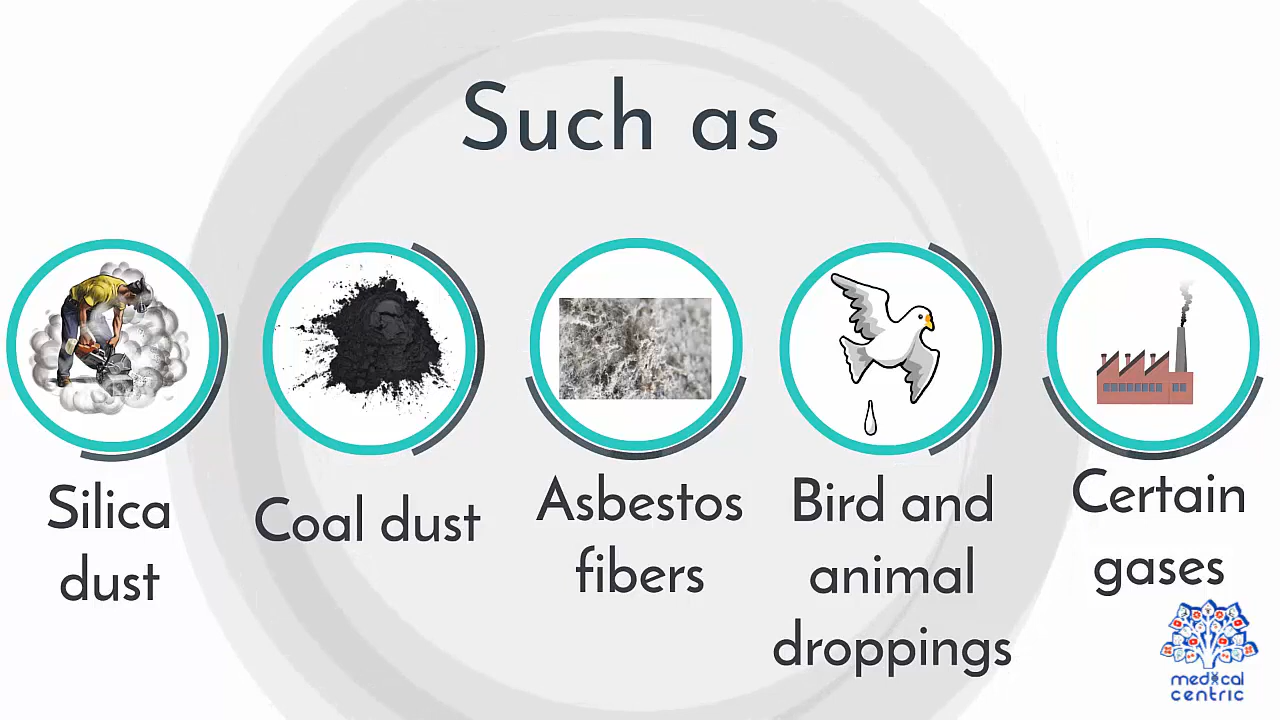 Such as
Silica
dust
Coal dust
Asbestos
fibers
Bird and
animal
droppings
Certain
gases
medical
centric